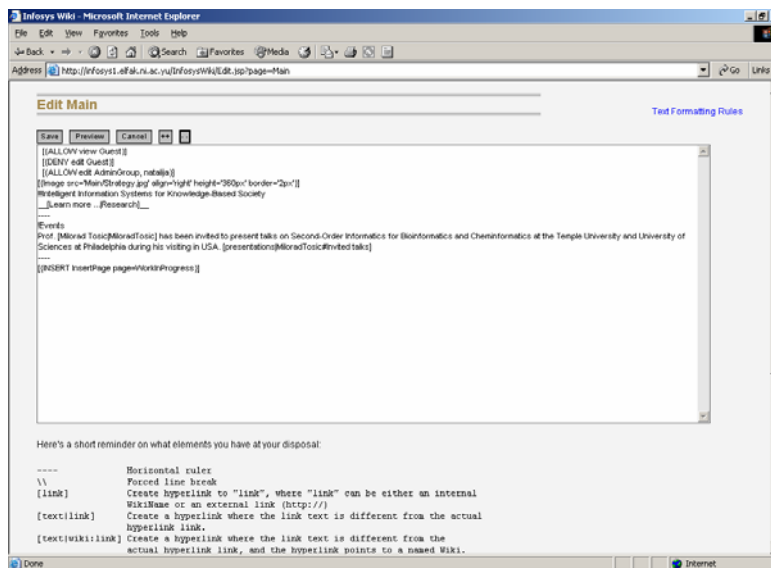 Infosys Wiki - Microsoft Internet Explorer
File Edit View Favorites Tools Help
Back Search Favorites Media
Address http://infosys1.elfak.ni.ac.yu/InfosysWiki/Edit.jsp?page=Main Go Links
Edit Main
Text Formatting Rules
Save Preview Cancel ++ --
[{ALLOW view Guest}]
[{DENY edit Guest}]
[{ALLOW edit AdminGroup, natalija}]
[{Image src='Main/Strategy.jpg' align='right' height='360px' border='2px'}]
!!Intelligent Information Systems for Knowledge-Based Society
__[Learn more ...|Research]__
----
!Events
Prof. [Milorad Tosic|MiloradTosic] has been invited to present talks on Second-Order Informatics for Bioinformatics and Cheminformatics at the Temple University and University of
Sciences at Philadelphia during his visiting in USA. [presentations|MiloradTosic#Invited talks]
----
[{INSERT InsertPage page=WorkInProgress}]
Here's a short reminder on what elements you have at your disposal:
---- Horizontal ruler
\\ Forced line break
[link] Create hyperlink to "link", where "link" can be either an internal
WikiName or an external link (http://)
[text|link] Create a hyperlink where the link text is different from the actual
hyperlink link.
[text|wiki:link] Create a hyperlink where the link text is different from the
actual hyperlink link, and the hyperlink points to a named Wiki.
Done Internet